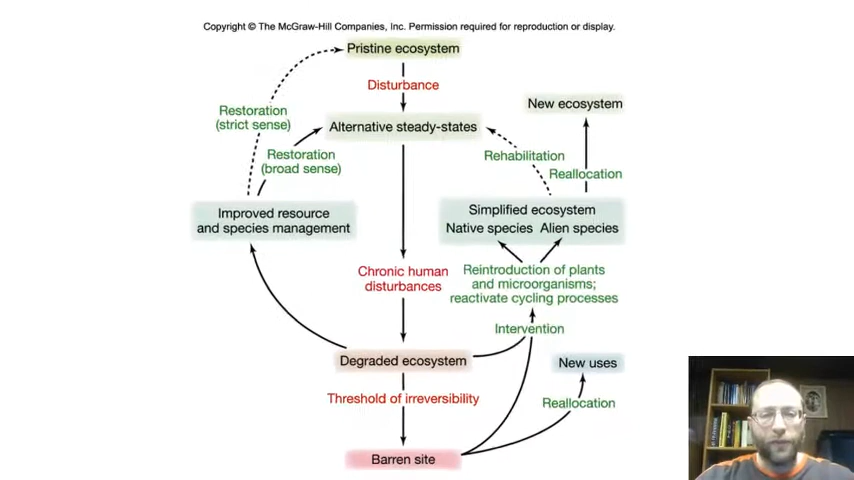 Copyright © The McGraw-Hill Companies, Inc. Permission required for reproduction or display.
Pristine ecosystem
Disturbance
New ecosystem
Restoration
(strict sense)
Alternative steady-states
Restoration
(broad sense)
Rehabilitation
Reallocation
Improved resource
and species management
Simplified ecosystem
Native species Alien species
Chronic human
disturbances
Reintroduction of plants
and microorganisms;
reactivate cycling processes
Intervention
Degraded ecosystem
New uses
Threshold of irreversibility
Reallocation
Barren site